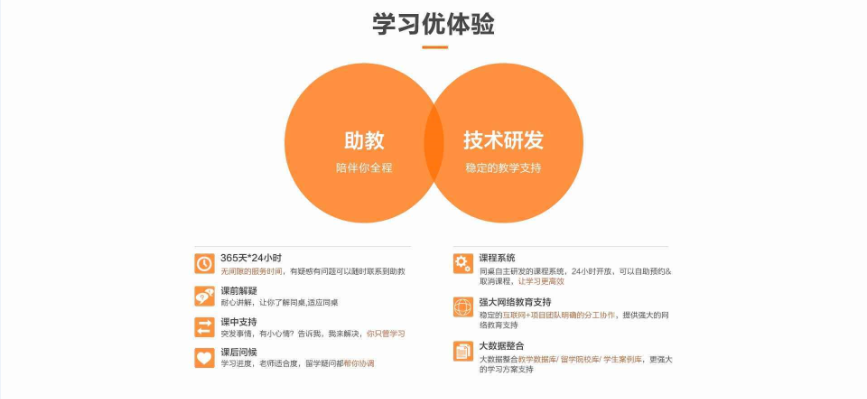 学习优体验
助教
陪伴你全程
技术研发
稳定的教学支持
365天*24小时
无间隙的服务时间，有疑惑有问题可以随时联系到助教
课前解疑
耐心讲解，让你了解同桌,适应同桌
课中支持
突发事情，有小心情？告诉我，我来解决，你只管学习
课后问候
学习进度，老师适合度，留学疑问都帮你协调
课程系统
同桌自主研发的课程系统，24小时开放，可以自助预约&
取消课程，让学习更高效
强大网络教育支持
稳定的互联网+项目团队明确的分工协作，提供强大的网
络教育支持
大数据整合
大数据整合教学数据库/ 留学院校库/ 学生案例库，更强大
的学习方案支持